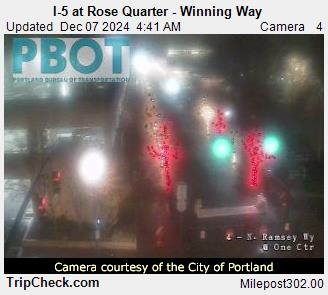 I-5 at Rose Quarter - Winning Way
Updated Dec 07 2024 4:41 AM Camera 4
PBOT
PORTLAND BUREAU OF TRANSPORTATION
4 - N. Ramsey Wy
@ One Ctr
Camera courtesy of the City of Portland
TripCheck.com Milepost302.00